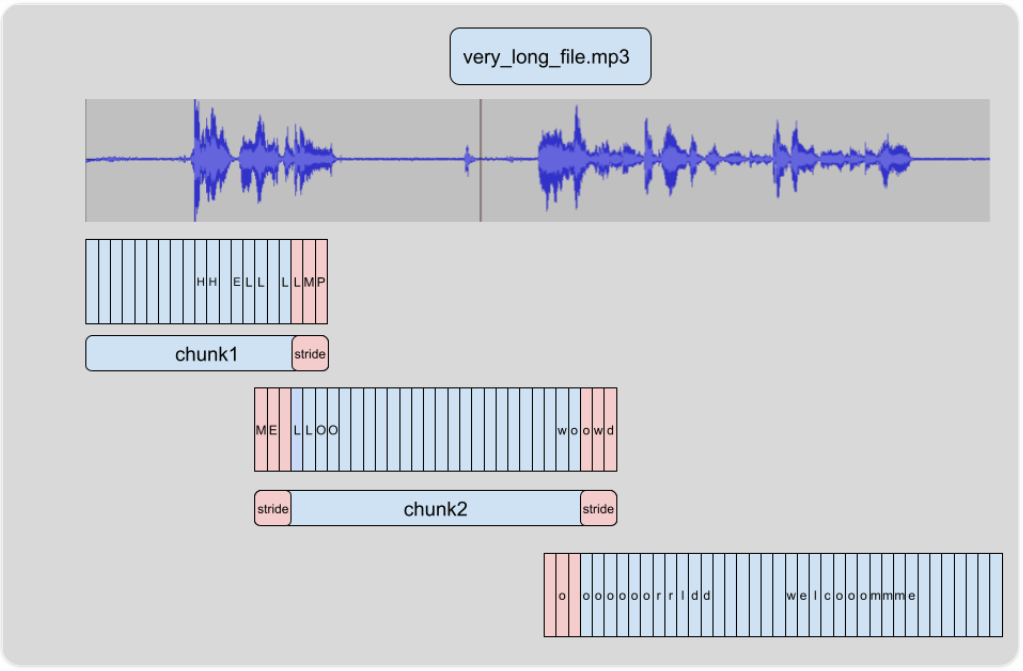 very_long_file.mp3
H H E L L L L M P
chunk1 stride
M E L L O O w o o w d
stride chunk2 stride
o o o o o o o r r l d d w e l c o o o m m m e